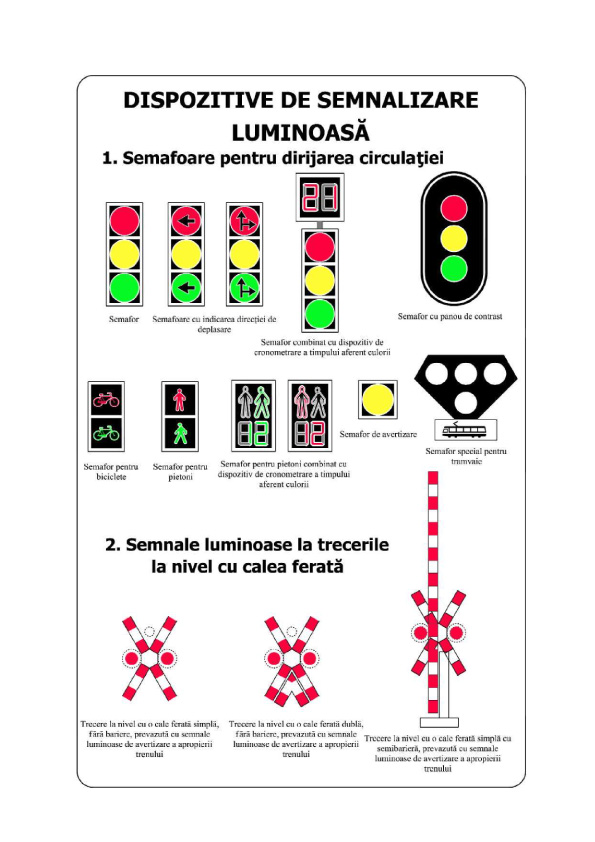 DISPOZITIVE DE SEMNALIZARE
LUMINOASĂ
1. Semafoare pentru dirijarea circulaţiei
21
Semafor
Semafoare cu indicarea direcţiei de
deplasare
Semafor combinat cu dispozitiv de
cronometrare a timpului aferent culorii
Semafor cu panou de contrast
12
12
Semafor pentru
biciclete
Semafor pentru
pietoni
Semafor pentru pietoni combinat cu
dispozitiv de cronometrare a timpului
aferent culorii
Semafor de avertizare
Semafor special pentru
tramvaie
2. Semnale luminoase la trecerile
la nivel cu calea ferată
Trecere la nivel cu o cale ferată simplă,
fără bariere, prevazută cu semnale
luminoase de avertizare a apropierii
trenului
Trecere la nivel cu o cale ferată dublă,
fără bariere, prevazută cu semnale
luminoase de avertizare a apropierii
trenului
Trecere la nivel cu o cale ferată simplă cu
semibarieră, prevazută cu semnale
luminoase de avertizare a apropierii
trenului